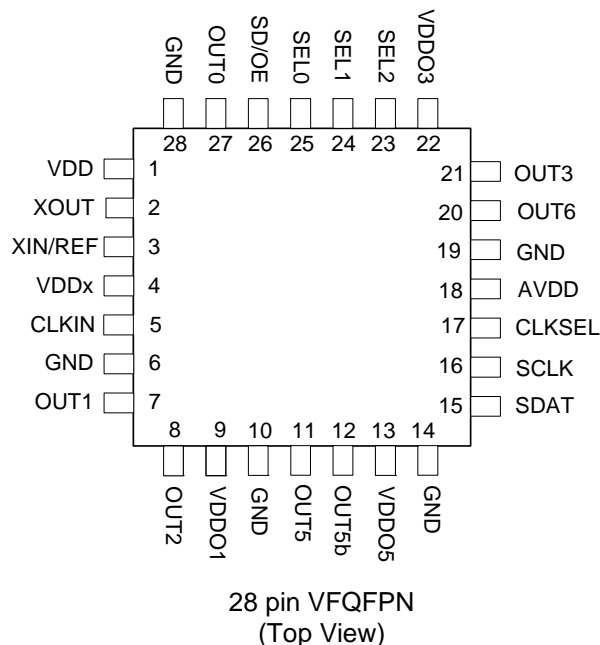 GND
OUT0
SD/OE
SEL0
SEL1
SEL2
VDDO3
28
27
26
25
24
23
22
VDD 1
XOUT 2
XIN/REF 3
VDDx 4
CLKIN 5
GND 6
OUT1 7
21 OUT3
20 OUT6
19 GND
18 AVDD
17 CLKSEL
16 SCLK
15 SDAT
8
9
10
11
12
13
14
OUT2
VDDO1
GND
OUT5
OUT5b
VDDO5
GND
28 pin VFQFPN
(Top View)